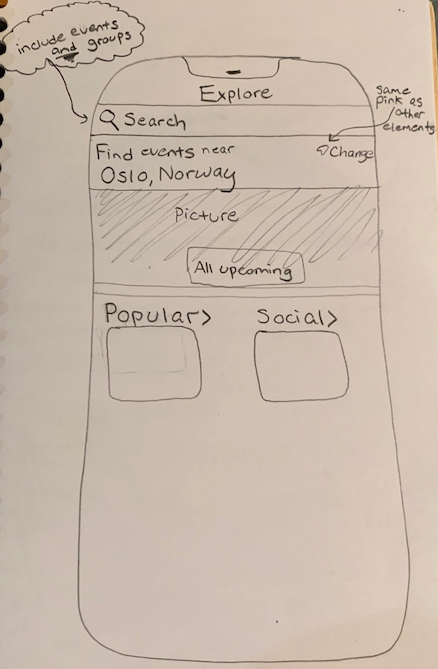 include events
and groups
Explore
same
pink as
other
elements
Search
Find events near
Change
Oslo, Norway
Picture
All upcoming
Popular>
Social>